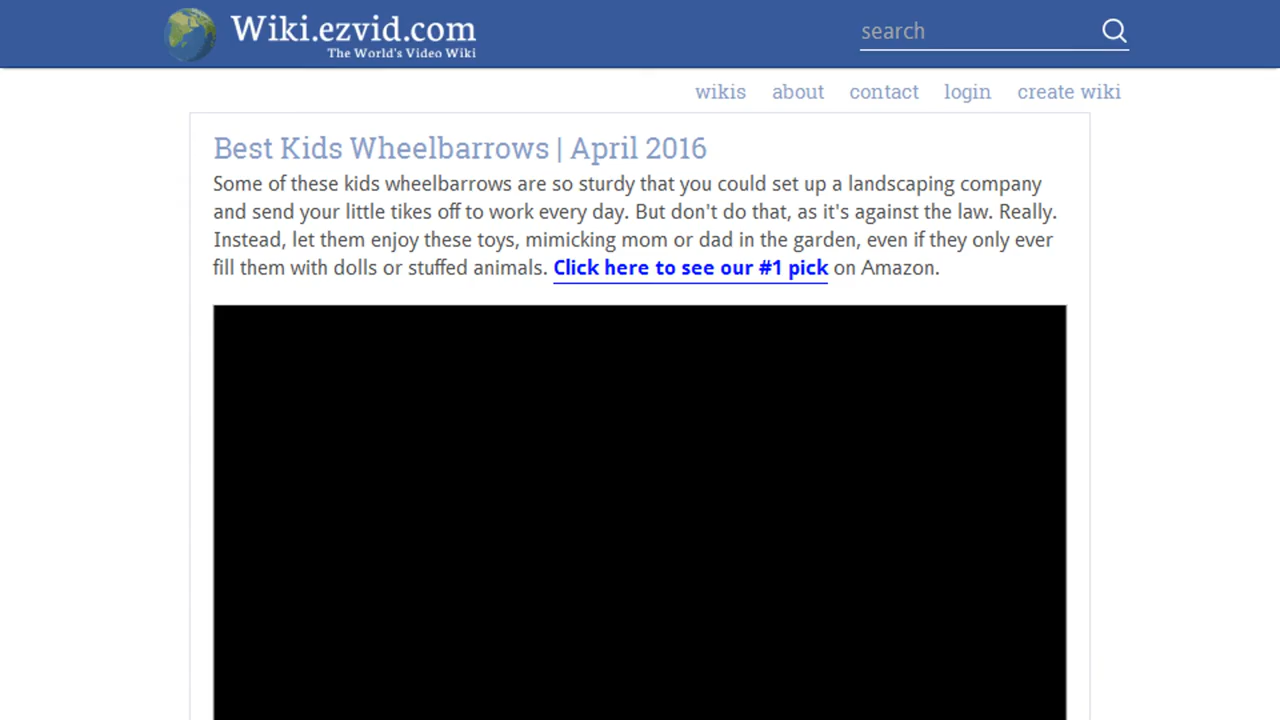 Wiki.ezvid.com
The World's Video Wiki
search
wikis about contact login create wiki
Best Kids Wheelbarrows | April 2016
Some of these kids wheelbarrows are so sturdy that you could set up a landscaping company
and send your little tikes off to work every day. But don't do that, as it's against the law. Really.
Instead, let them enjoy these toys, mimicking mom or dad in the garden, even if they only ever
fill them with dolls or stuffed animals. Click here to see our #1 pick on Amazon.